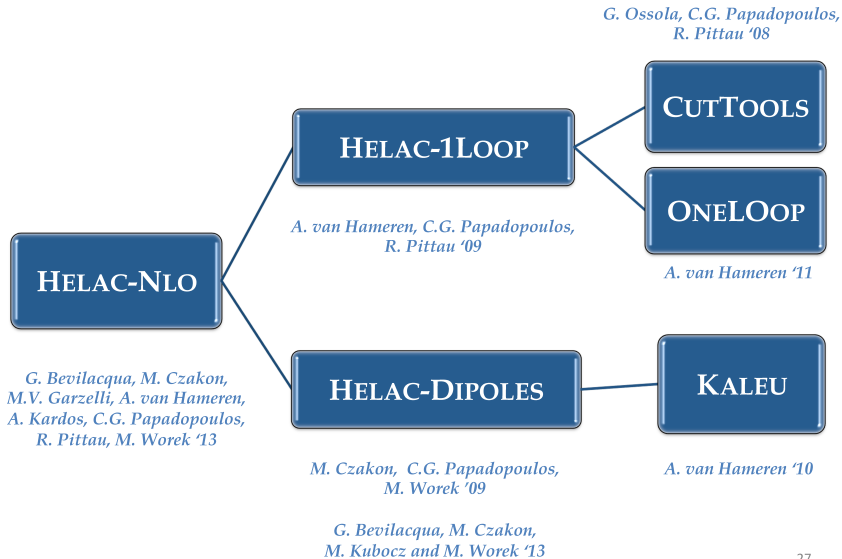 G. Ossola, C.G. Papadopoulos,
R. Pittau ‘08
CUTTOOLS
HELAC-1LOOP
ONELOOP
A. van Hameren, C.G. Papadopoulos,
R. Pittau ‘09
A. van Hameren ‘11
HELAC-NLO
G. Bevilacqua, M. Czakon,
M.V. Garzelli, A. van Hameren,
A. Kardos, C.G. Papadopoulos,
R. Pittau, M. Worek ‘13
HELAC-DIPOLES
KALEU
M. Czakon, C.G. Papadopoulos,
M. Worek ’09
A. van Hameren ‘10
G. Bevilacqua, M. Czakon,
M. Kubocz and M. Worek ‘13
27